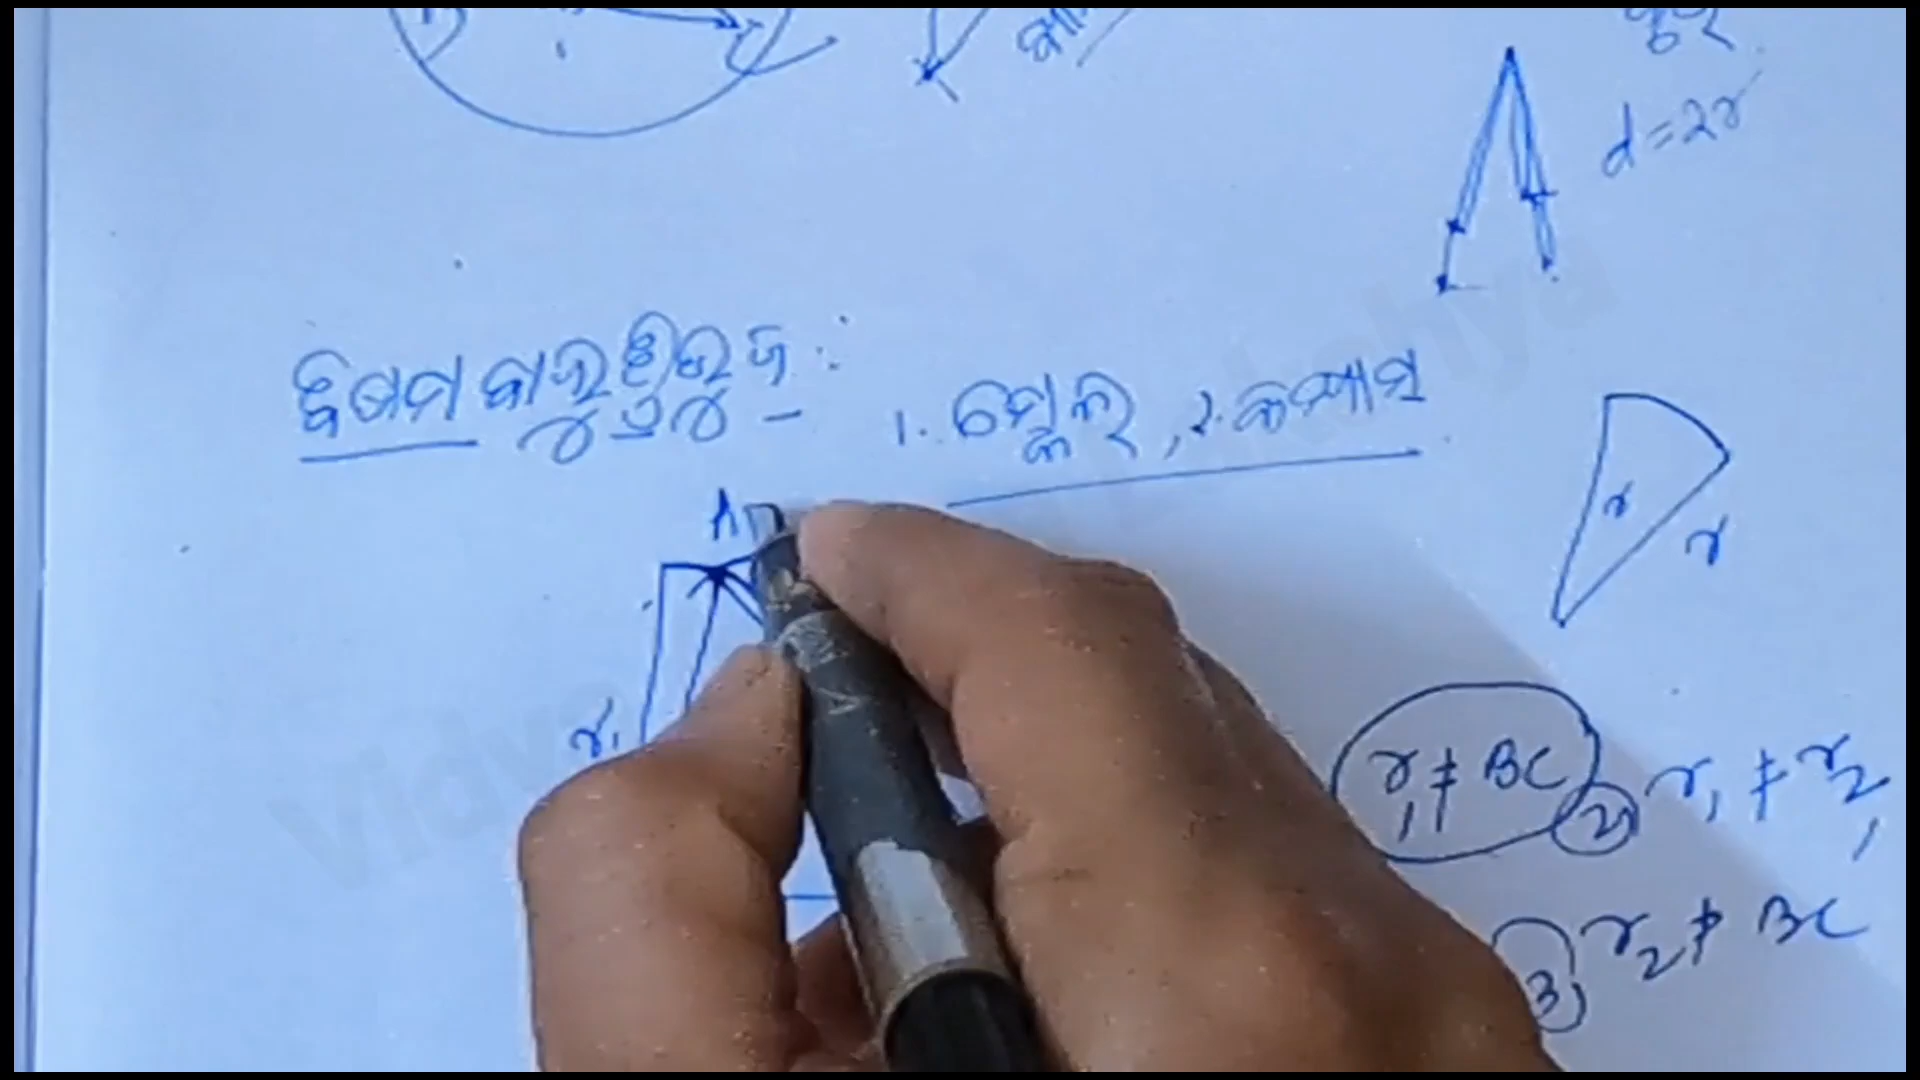 d=2r
ବିଷମ ବାହୁ ତ୍ରିଭୁଜ :- 1. ସ୍କେଲ , 2. କମ୍ପାସ
A
r
r
r₁
r₁ ≠ BC 2) r₁ ≠ r₂,
3) r₂ ≠ BC